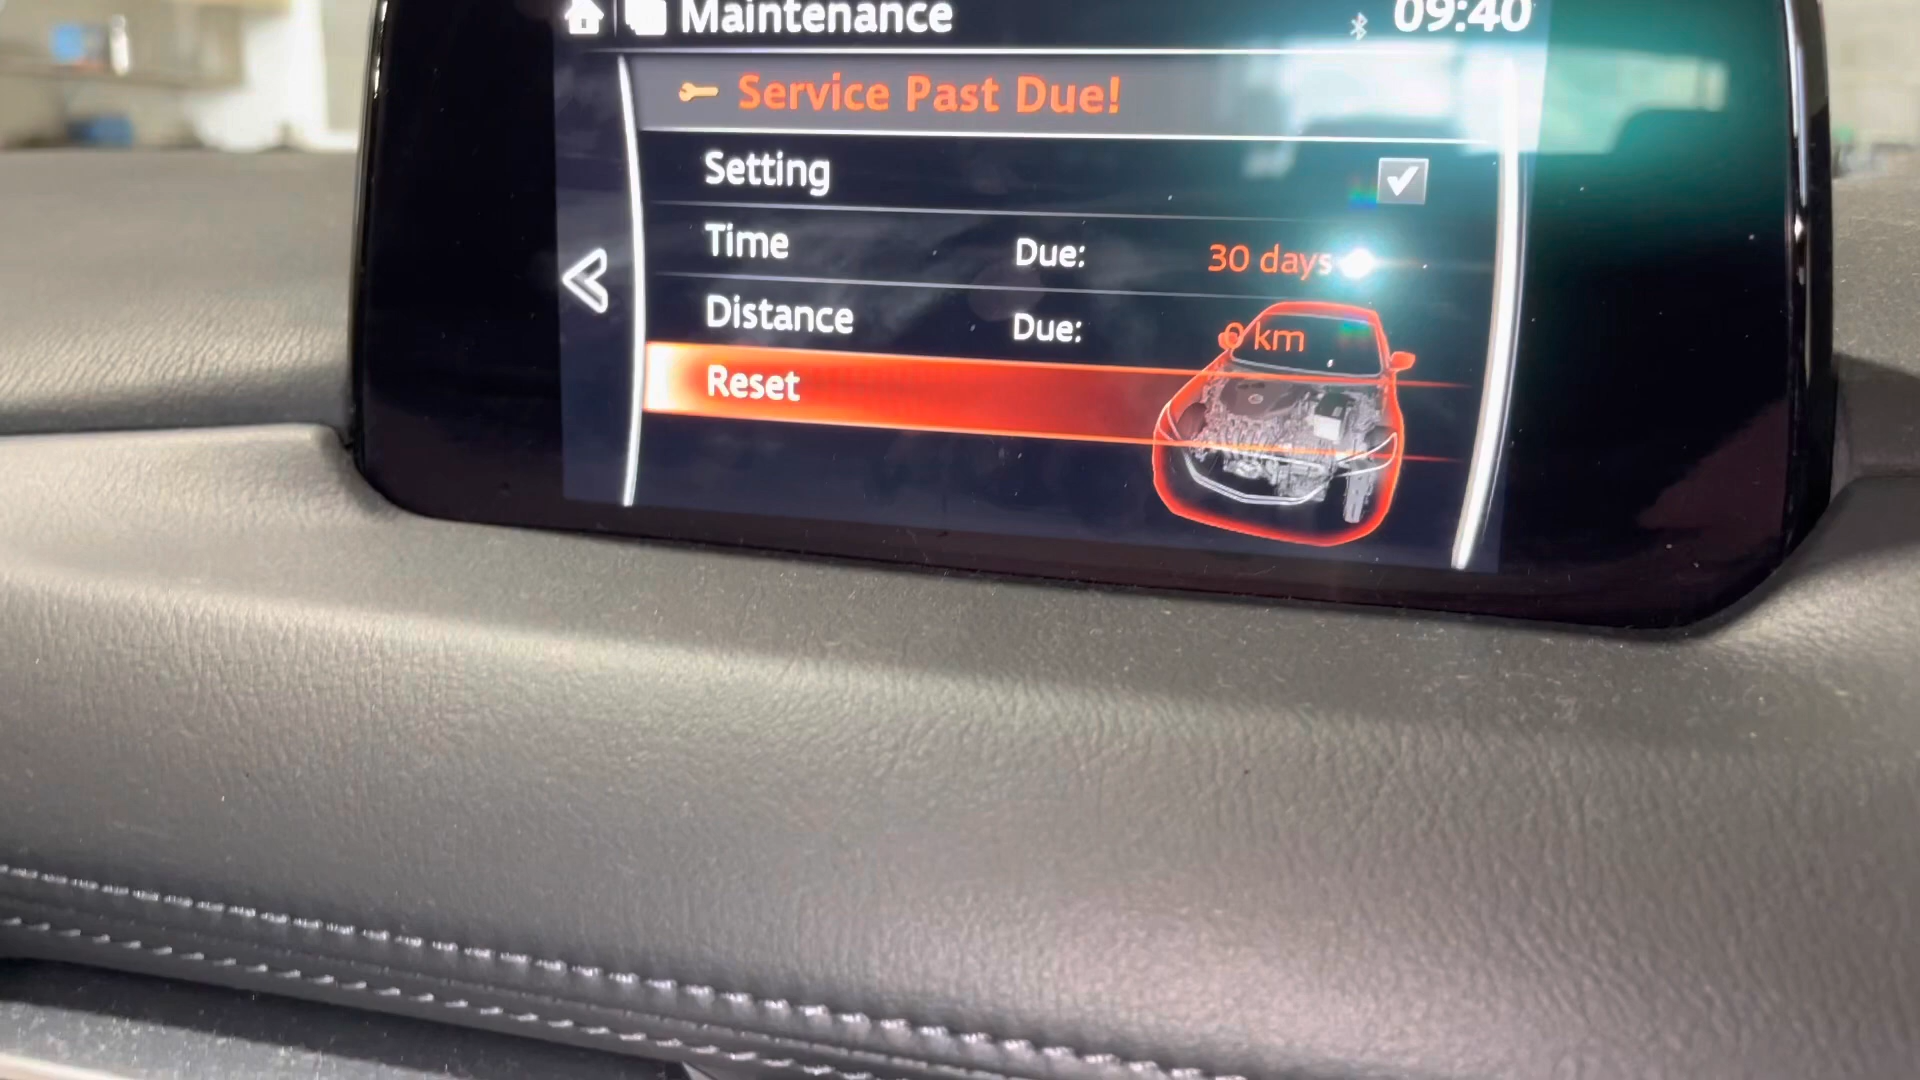 Maintenance 09:40
Service Past Due!
Setting
Time Due: 30 days
Distance Due: 0 km
Reset